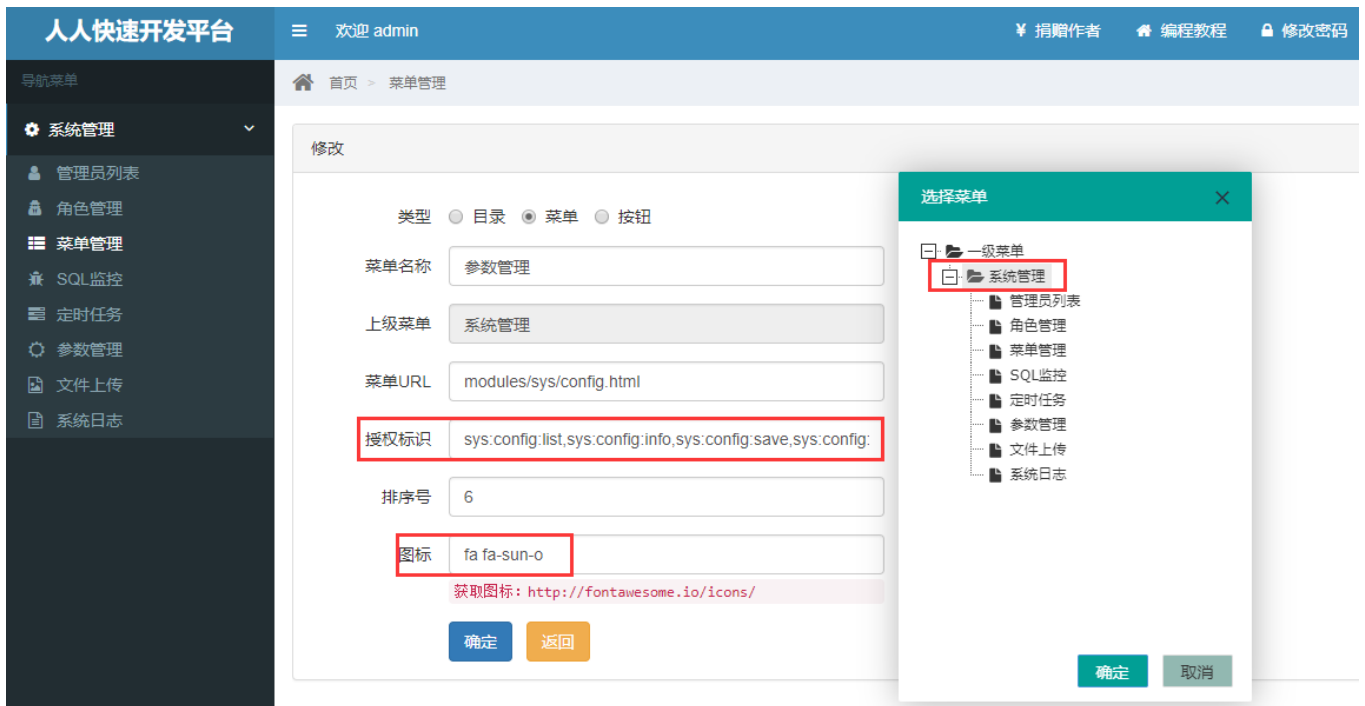 人人快速开发平台
欢迎 admin
捐赠作者
编程教程
修改密码
导航菜单
首页 > 菜单管理
系统管理
管理员列表
角色管理
菜单管理
SQL监控
定时任务
参数管理
文件上传
系统日志
修改
类型 目录 菜单 按钮
菜单名称 参数管理
上级菜单 系统管理
菜单URL modules/sys/config.html
授权标识 sys:config:list,sys:config:info,sys:config:save,sys:config:
排序号 6
图标 fa fa-sun-o
获取图标：http://fontawesome.io/icons/
确定 返回
选择菜单
一级菜单
系统管理
管理员列表
角色管理
菜单管理
SQL监控
定时任务
参数管理
文件上传
系统日志
确定 取消